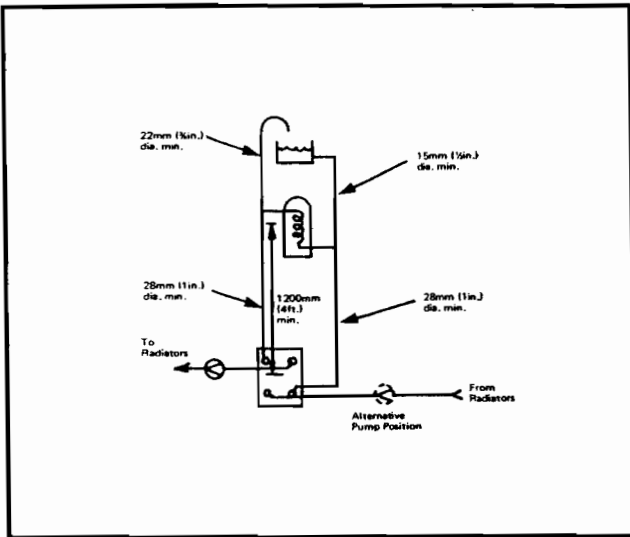 22mm (¾in.)
dia. min.
15mm (½in.)
dia. min.
28mm (1in.)
dia. min.
1200mm
(4ft.)
min.
28mm (1in.)
dia. min.
To
Radiators
From
Radiators
Alternative
Pump Position